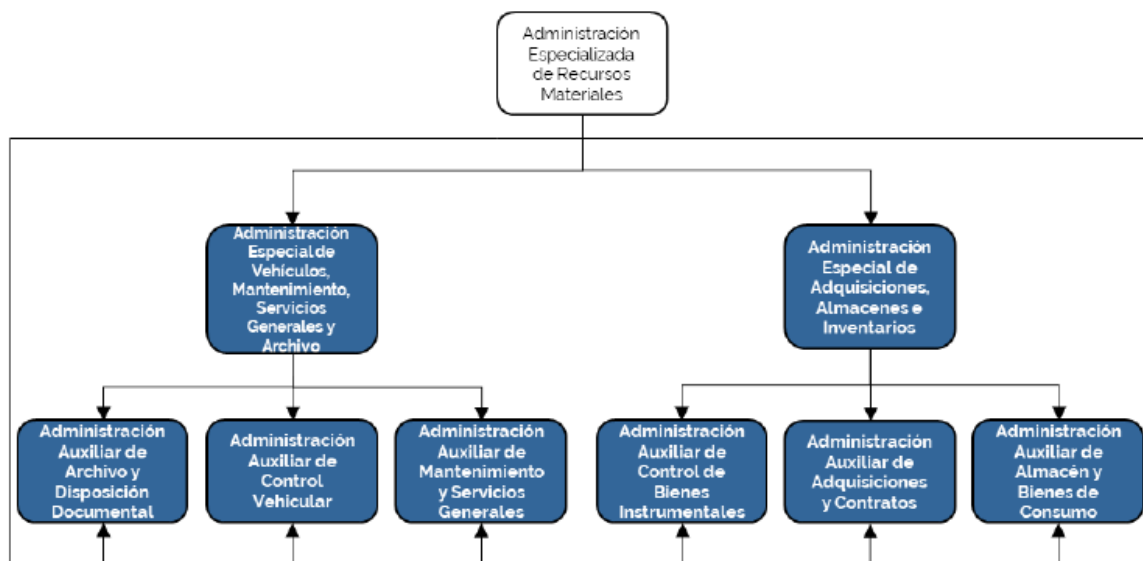 Administración
Especializada
de Recursos
Materiales
Administración
Especial de
Vehículos,
Mantenimiento,
Servicios
Generales y
Archivo
Administración
Especial de
Adquisiciones,
Almacenes e
Inventarios
Administración
Auxiliar de
Archivo y
Disposición
Documental
Administración
Auxiliar de
Control
Vehicular
Administración
Auxiliar de
Mantenimiento
y Servicios
Generales
Administración
Auxiliar de
Control de
Bienes
Instrumentales
Administración
Auxiliar de
Adquisiciones
y Contratos
Administración
Auxiliar de
Almacén y
Bienes de
Consumo